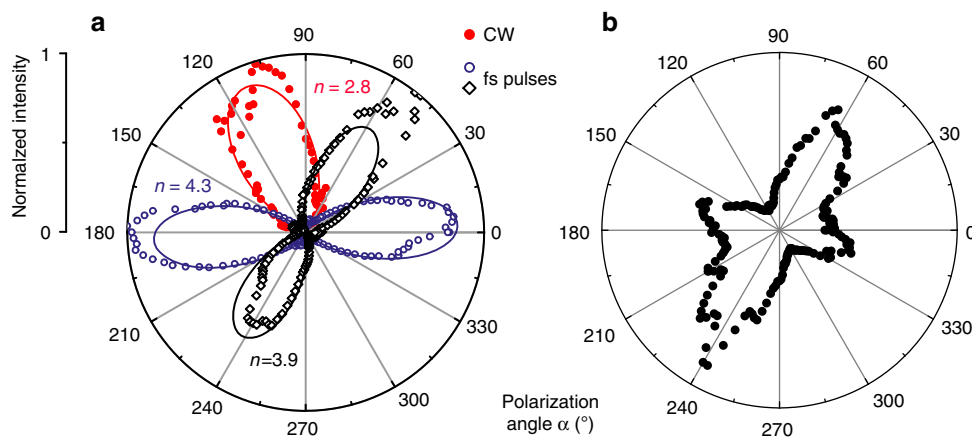 a
b
CW
fs pulses
Normalized intensity
1
0
n = 2.8
n = 4.3
n=3.9
90
60
30
0
330
300
270
240
210
180
150
120
90
60
30
0
330
300
270
240
210
180
150
120
Polarization
angle α (°)